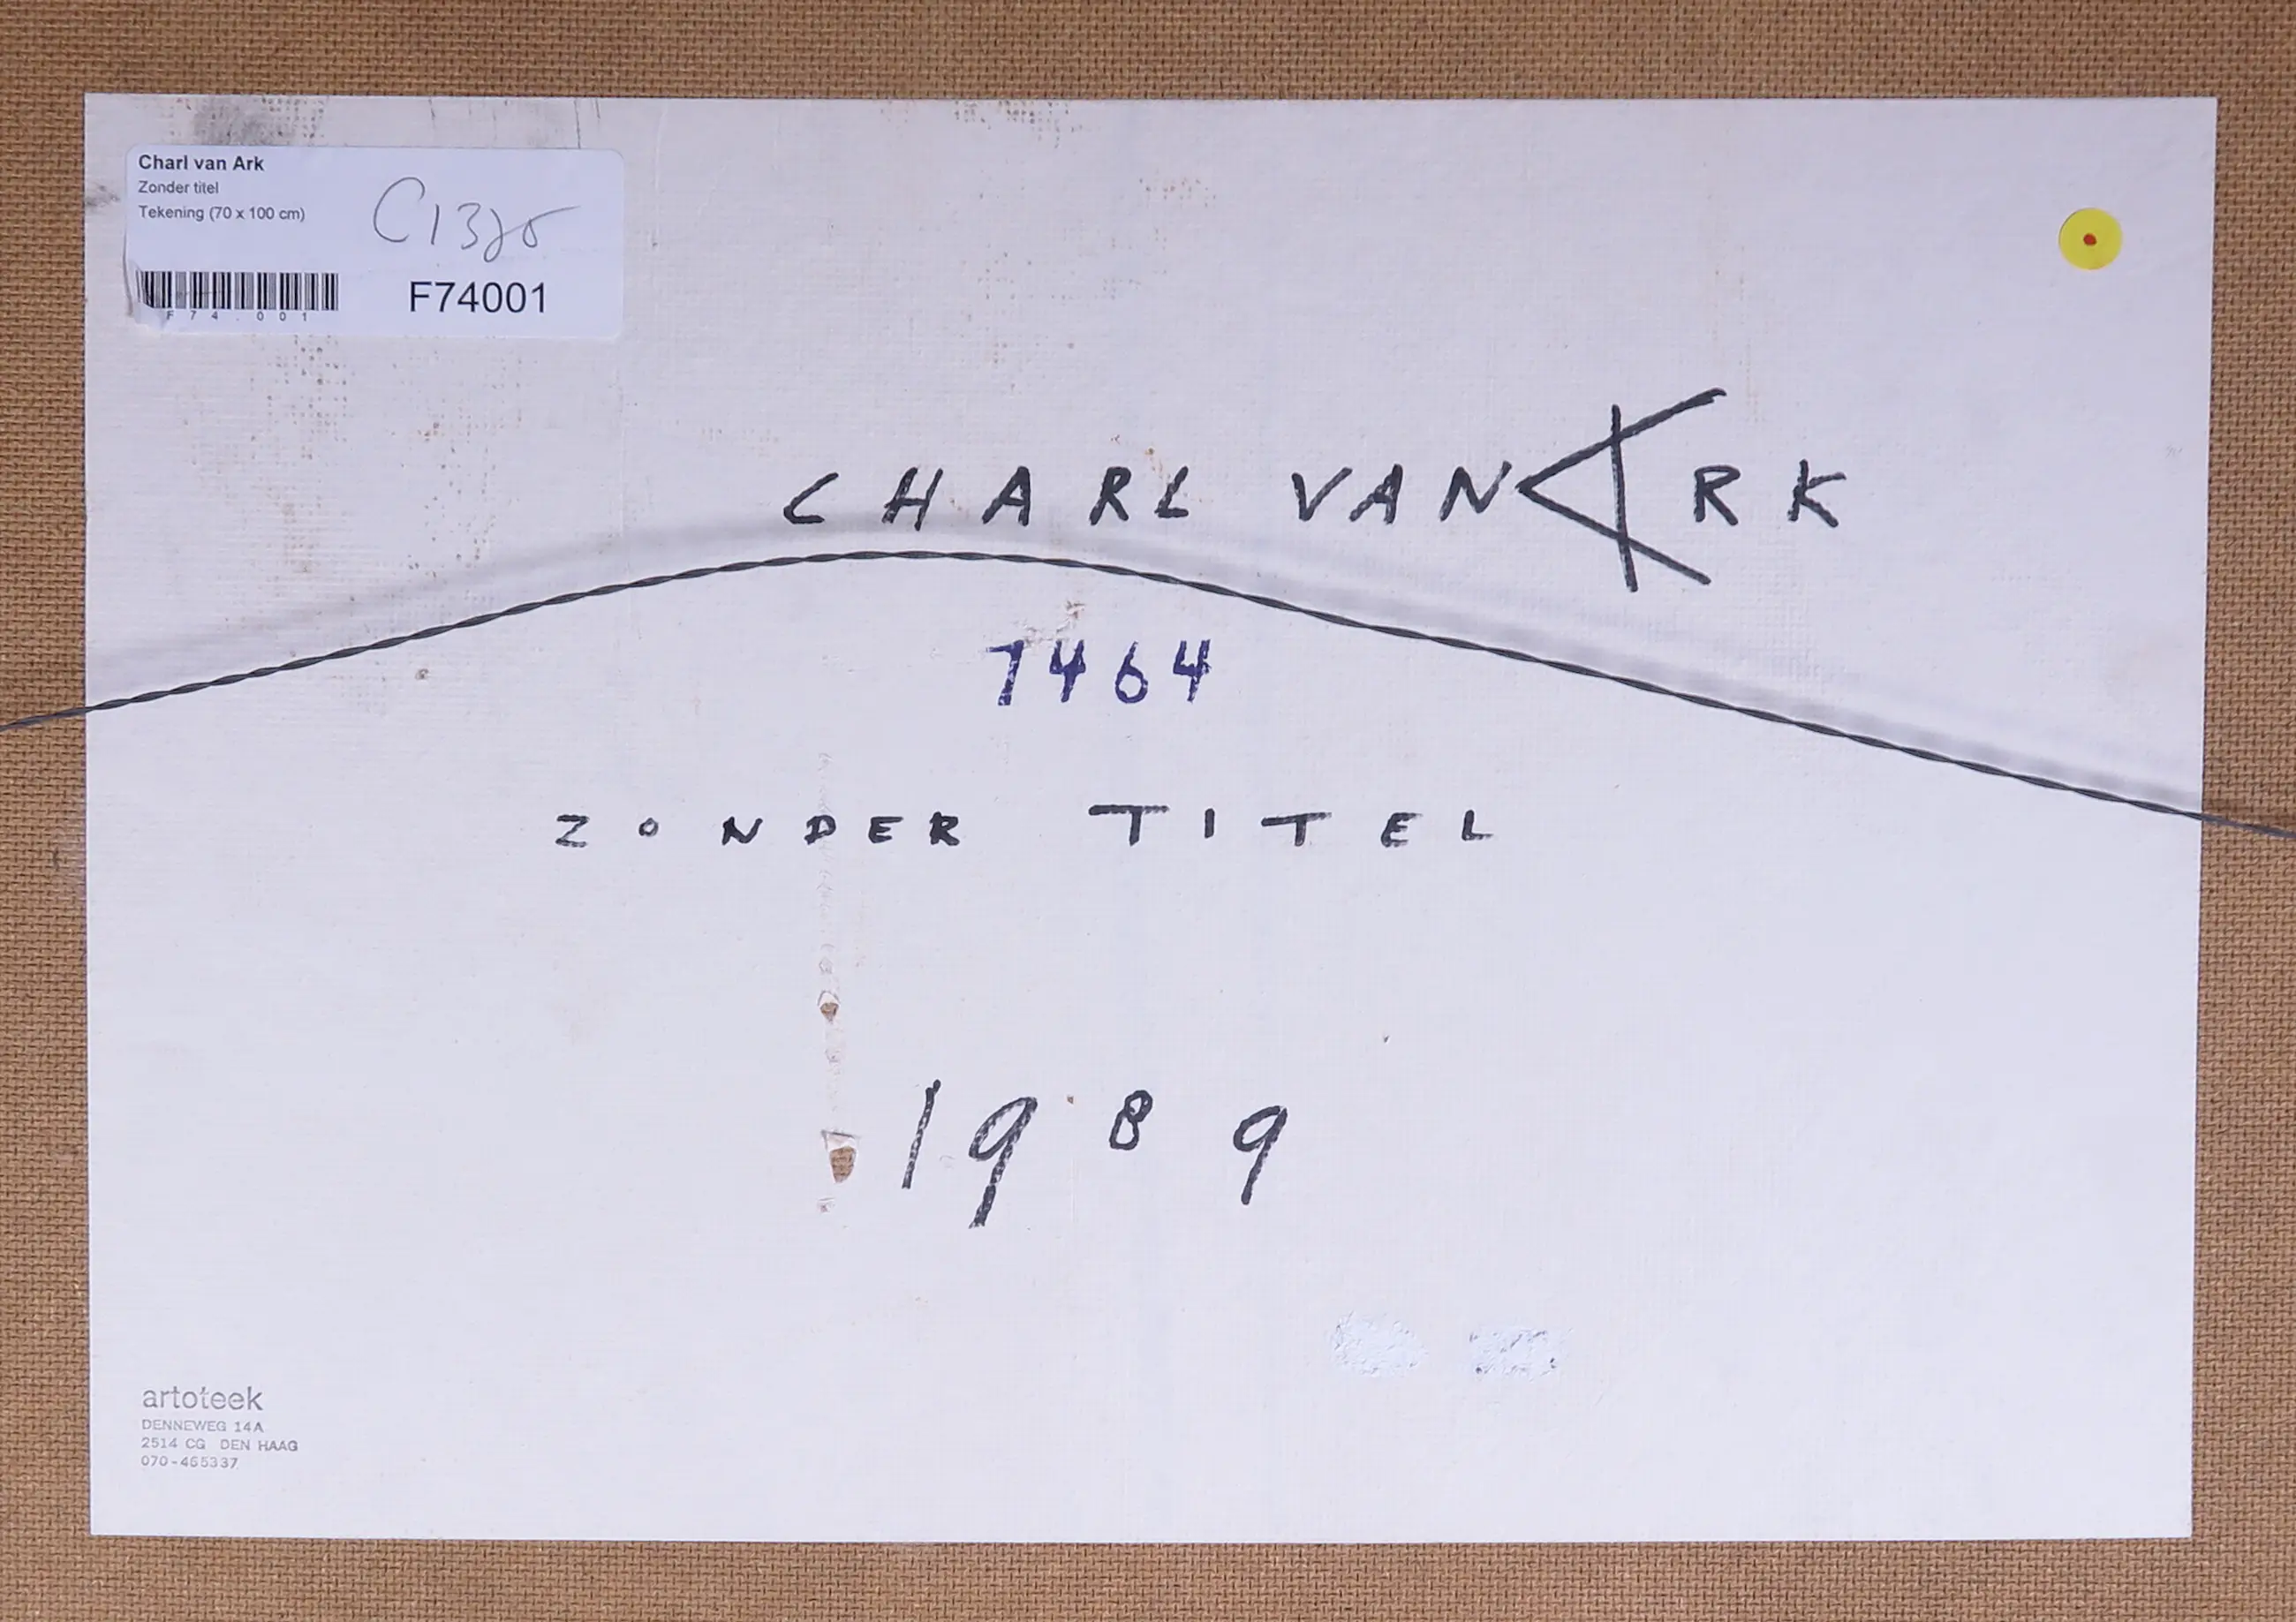 Charl van Ark
Zonder titel
Tekening (70 x 100 cm)
F74.001
F74001
CHARL VAN ARK
7464
ZONDER TITEL
1989
artoteek
DENNEWEG 14A
2514 CG DEN HAAG
070-465337